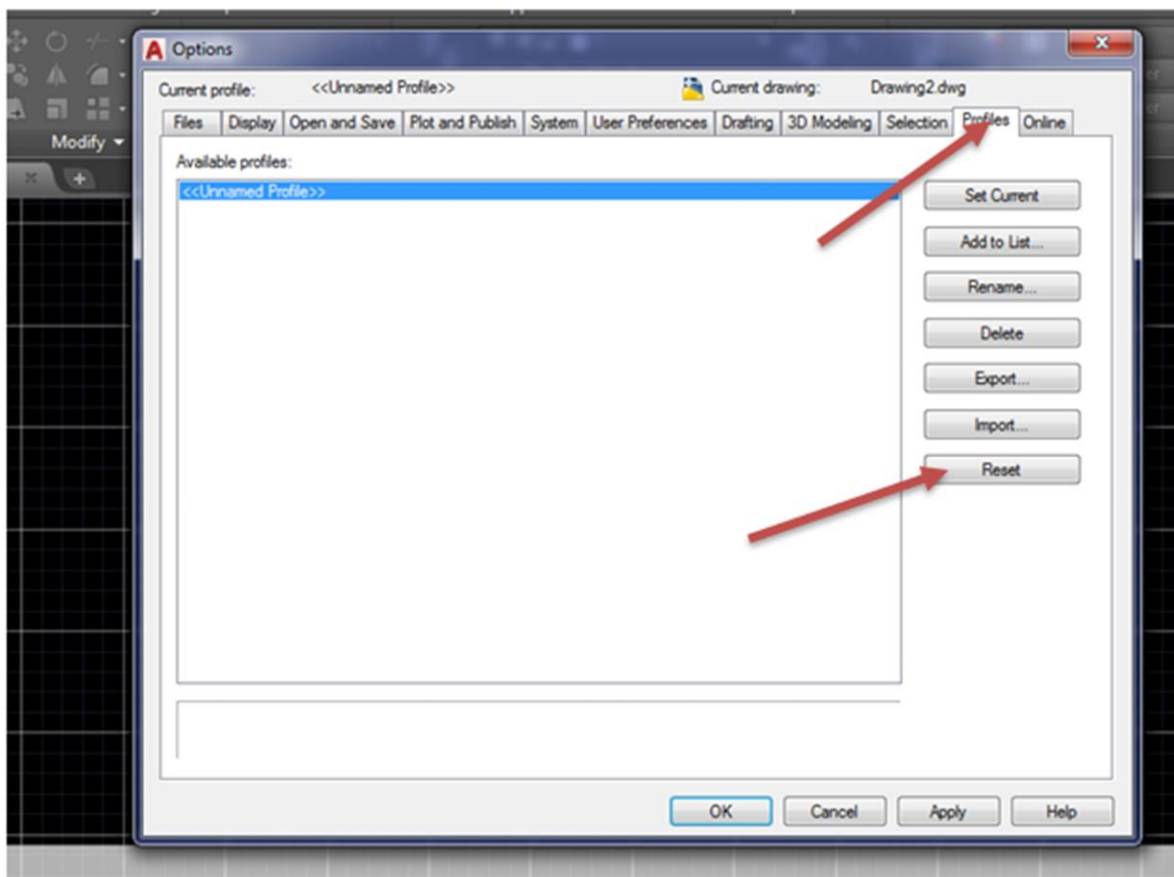 Options
Current profile: <<Unnamed Profile>> Current drawing: Drawing2.dwg
Files Display Open and Save Plot and Publish System User Preferences Drafting 3D Modeling Selection Profiles Online
Modify
Available profiles:
<<Unnamed Profile>>
Set Current
Add to List...
Rename...
Delete
Export...
Import...
Reset
OK Cancel Apply Help